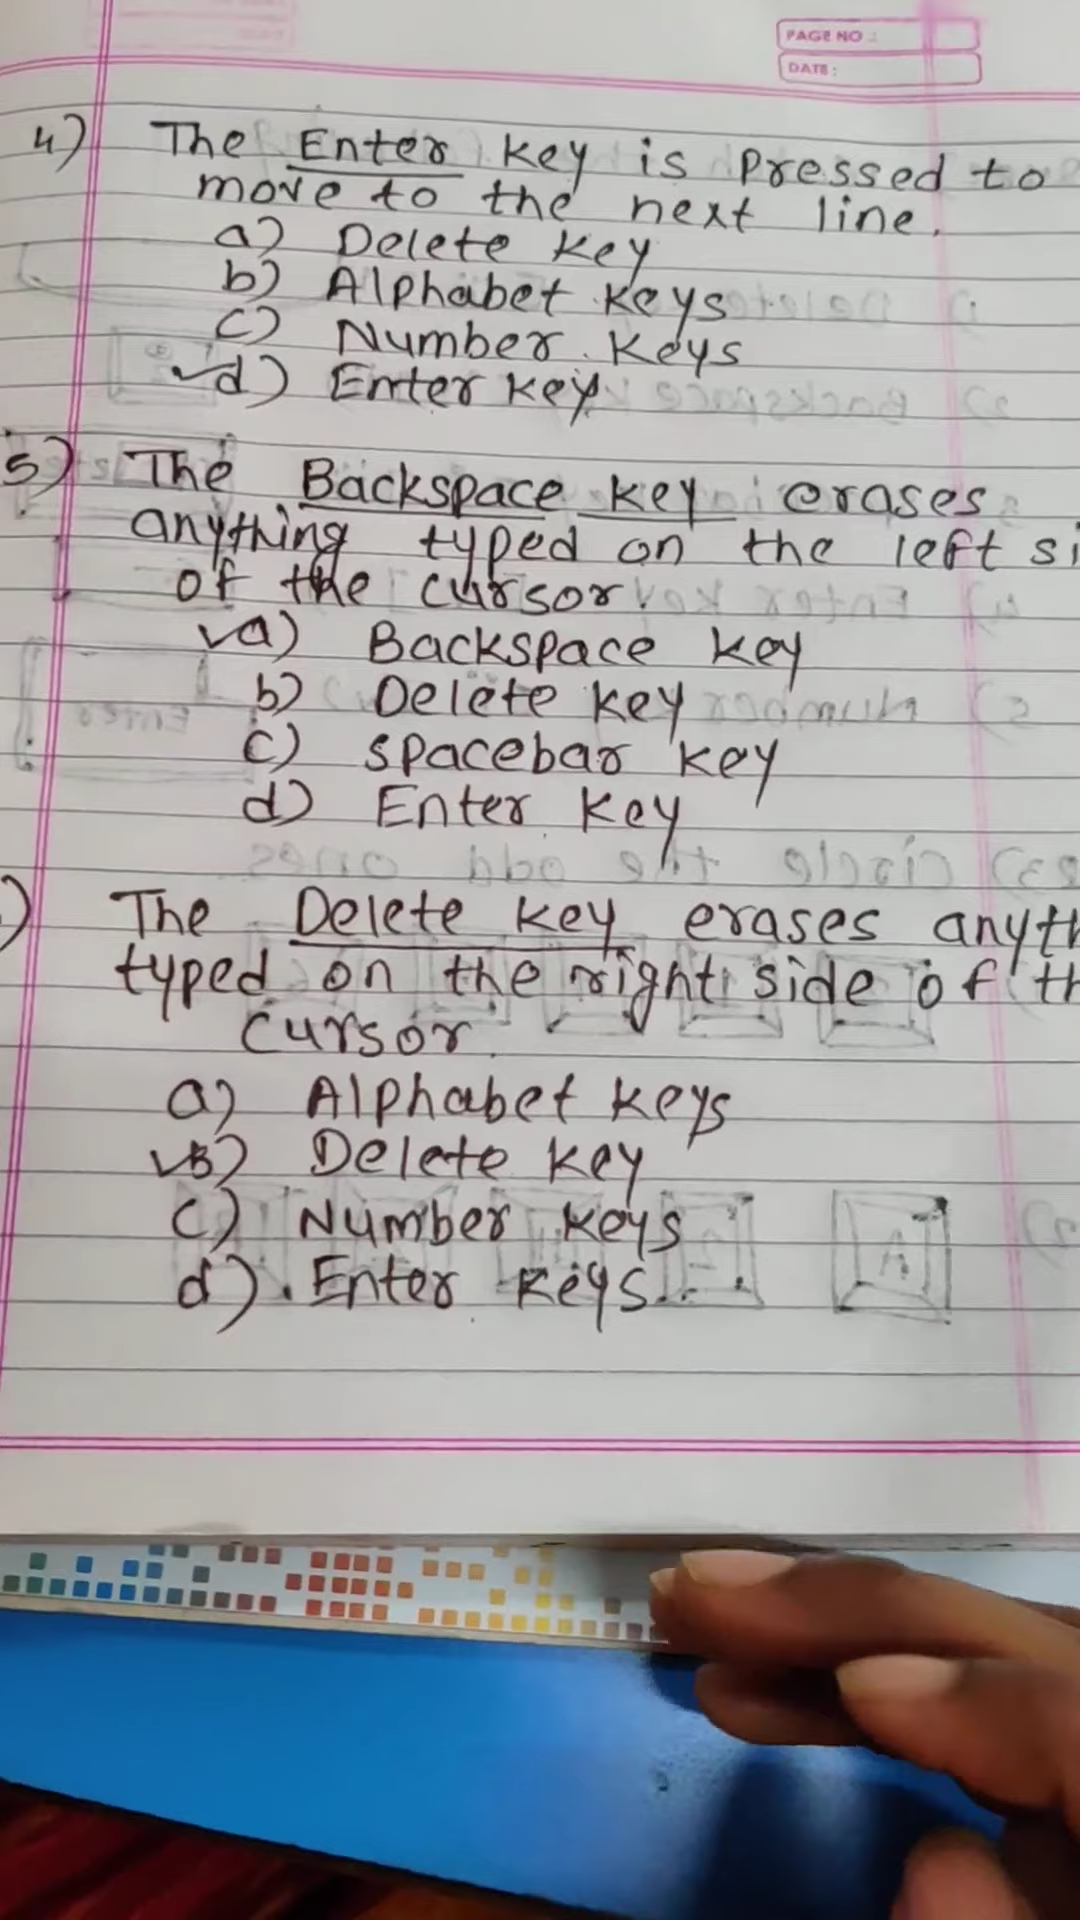 PAGE NO :
DATE :
4) The Enter key is Pressed to
move to the next line.
a) Delete key
b) Alphabet keys
c) Number keys
d) Enter key
5) The Backspace key erases
anything typed on the left si
of the cursor.
a) Backspace key
b) Delete key
c) spacebar key
d) Enter key
) The Delete key erases anyth
typed on the right side of th
cursor.
a) Alphabet keys
b) Delete key
c) Number keys
d) Enter keys.